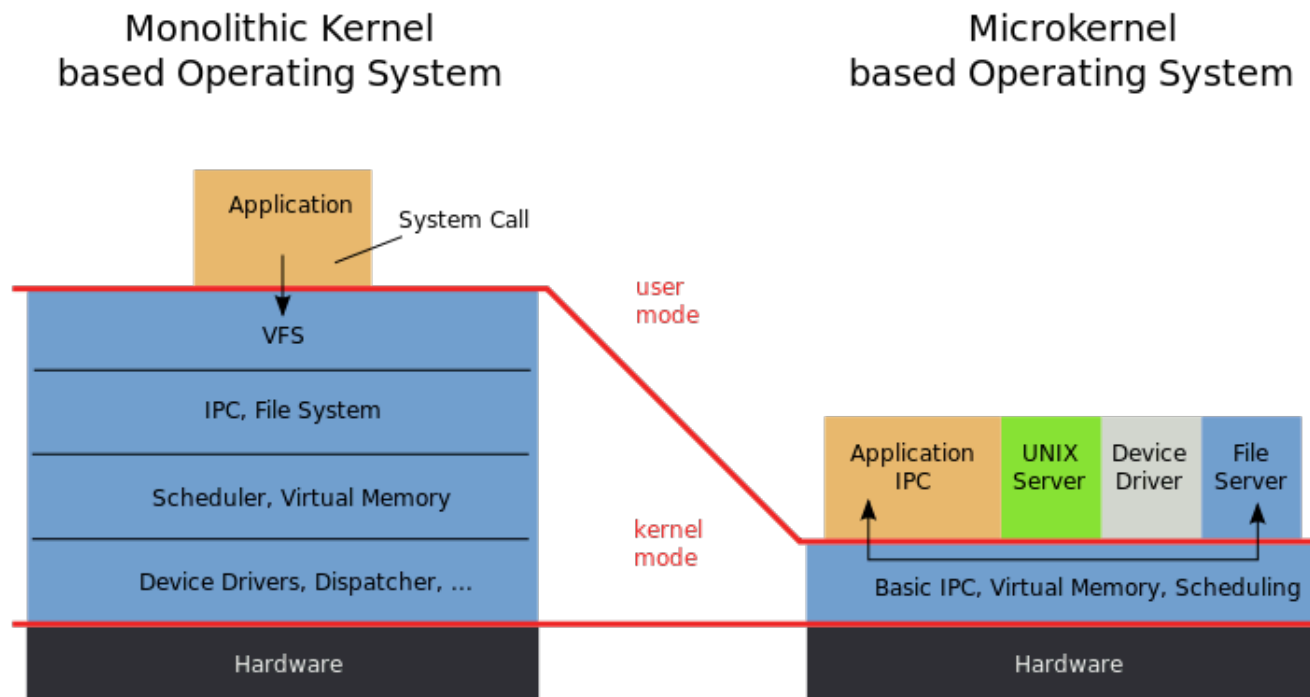 Monolithic Kernel
based Operating System
Microkernel
based Operating System
Application
System Call
user
mode
VFS
IPC, File System
Scheduler, Virtual Memory
kernel
mode
Device Drivers, Dispatcher, ...
Hardware
Application
IPC
UNIX
Server
Device
Driver
File
Server
Basic IPC, Virtual Memory, Scheduling
Hardware